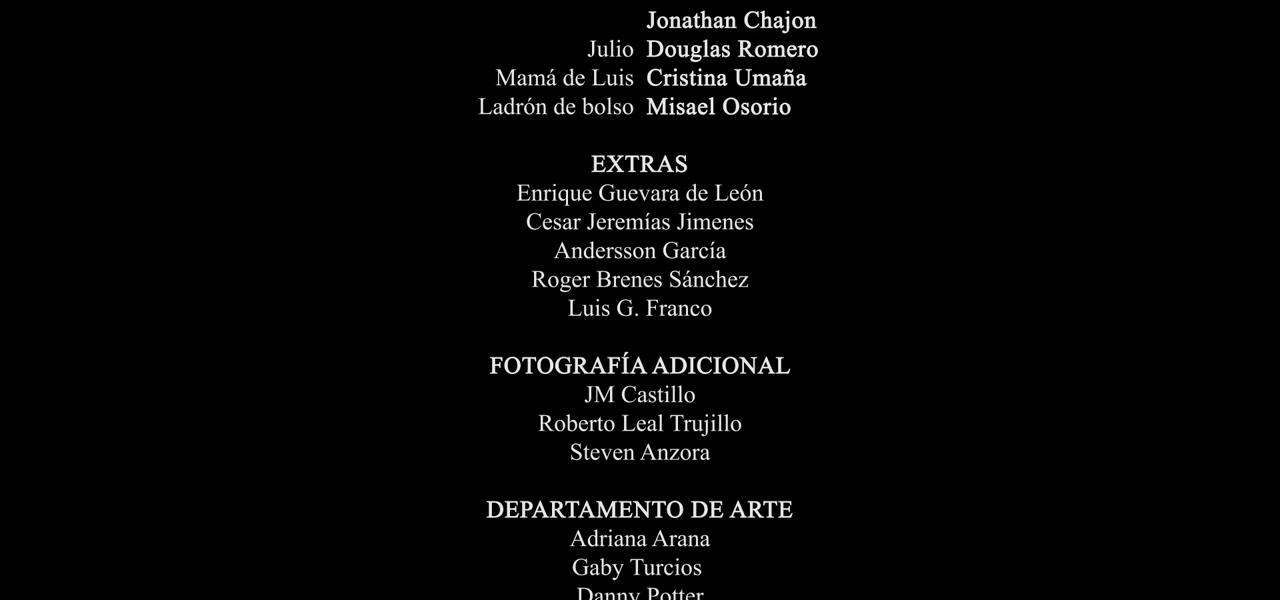 Jonathan Chajon
Julio Douglas Romero
Mamá de Luis Cristina Umaña
Ladrón de bolso Misael Osorio
EXTRAS
Enrique Guevara de León
Cesar Jeremías Jimenes
Andersson García
Roger Brenes Sánchez
Luis G. Franco
FOTOGRAFÍA ADICIONAL
JM Castillo
Roberto Leal Trujillo
Steven Anzora
DEPARTAMENTO DE ARTE
Adriana Arana
Gaby Turcios
Danny Potter